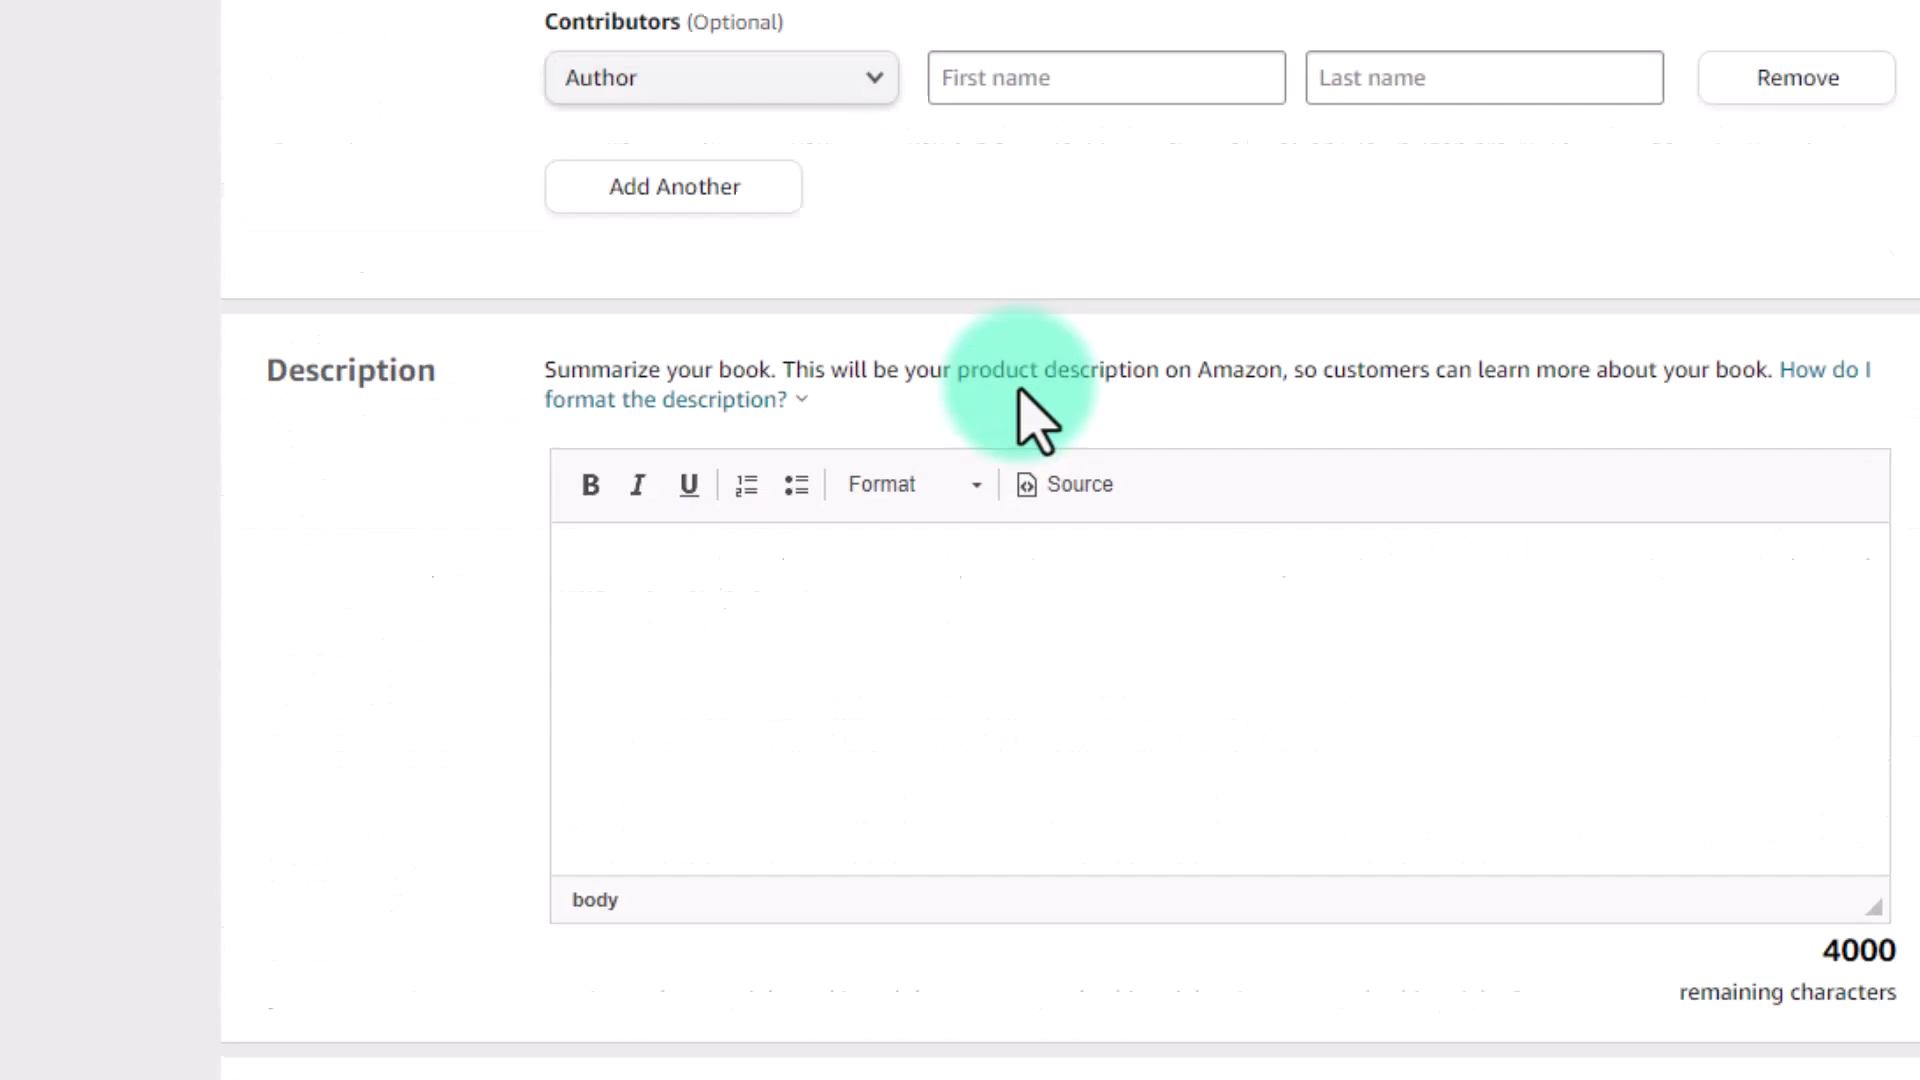 Contributors (Optional)
Author
First name
Last name
Remove
Add Another
Description
Summarize your book. This will be your product description on Amazon, so customers can learn more about your book. How do I
format the description?
B I U Format Source
body
4000
remaining characters